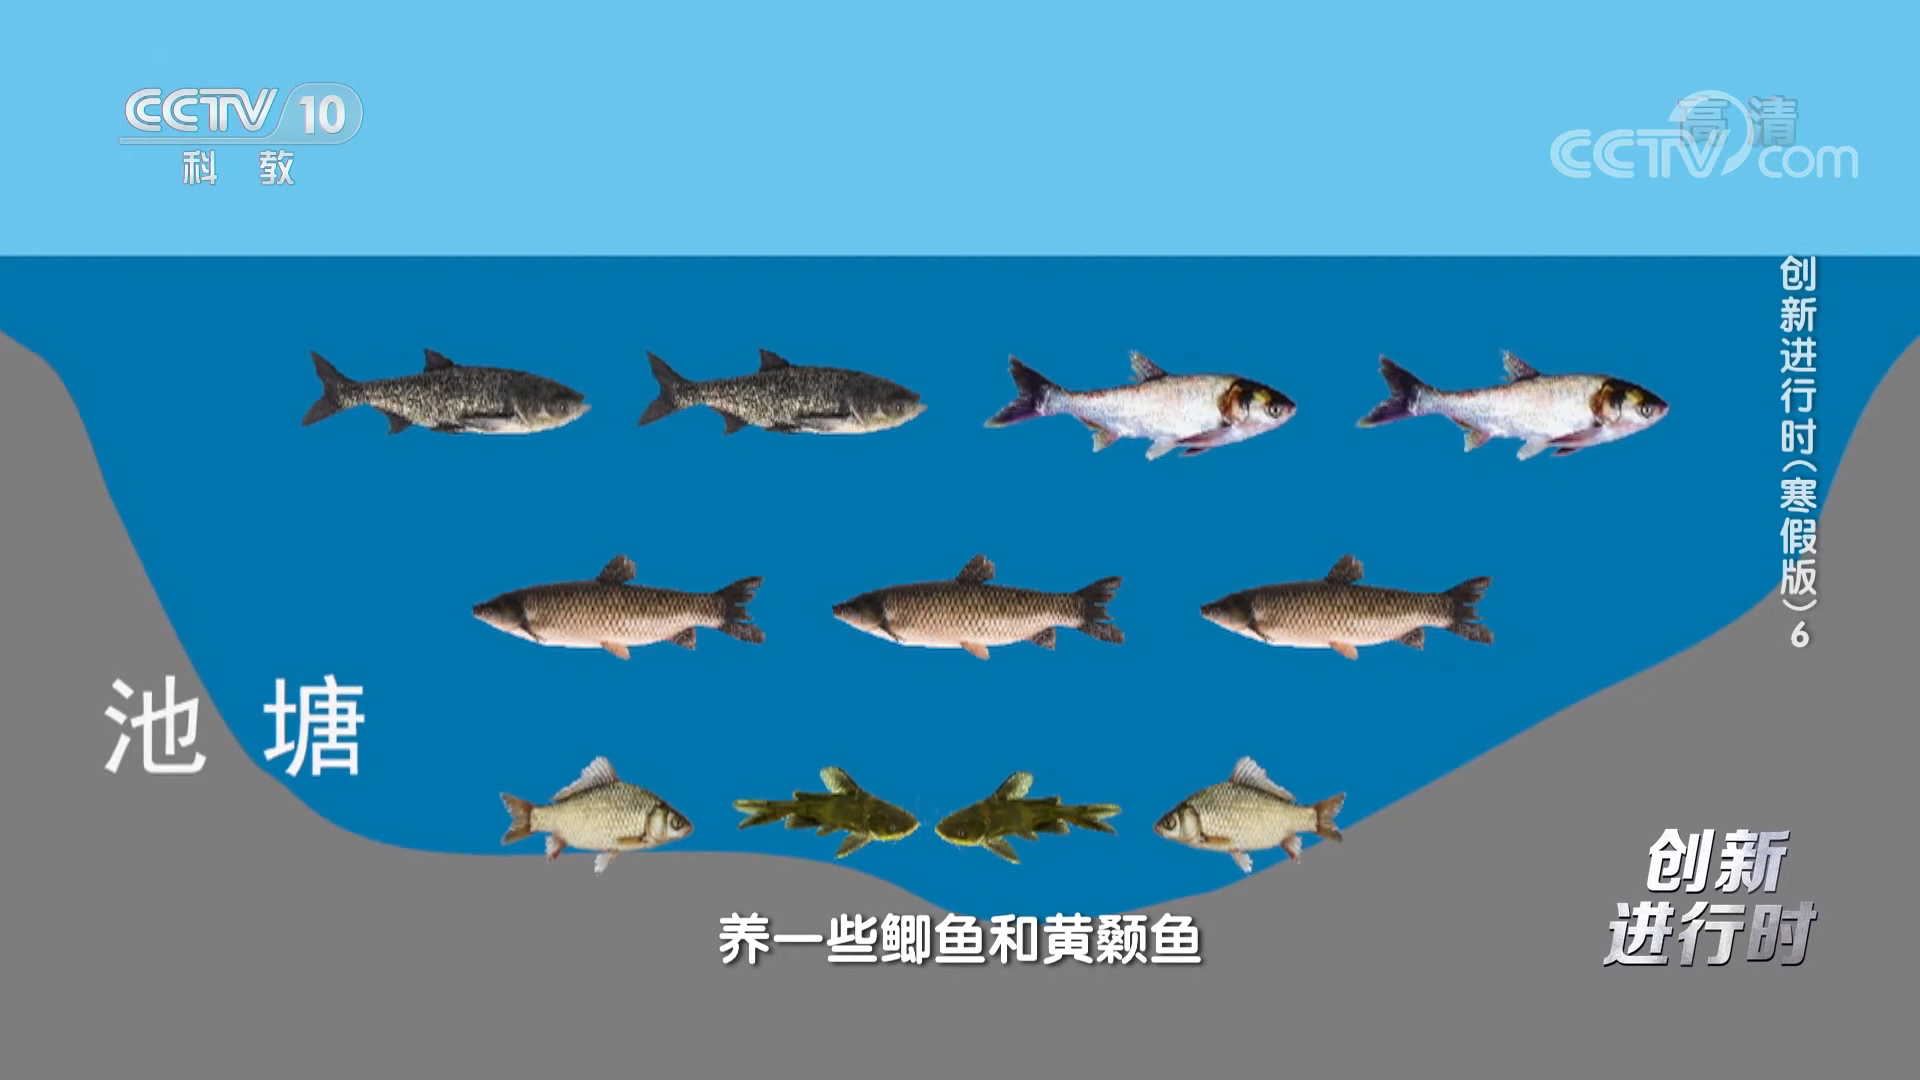 CCTV 10
科 教
高清
CCTV.com
创新进行时（寒假版）6
池 塘
创新
进行时
养一些鲫鱼和黄颡鱼